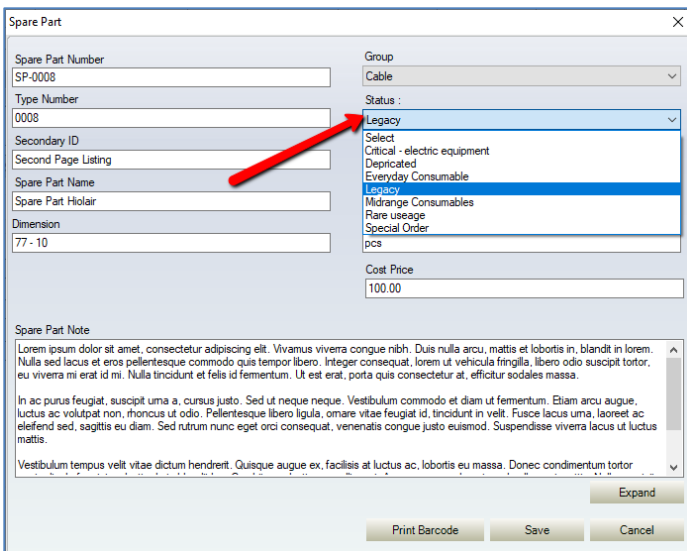 Spare Part
Spare Part Number
SP-0008
Type Number
0008
Secondary ID
Second Page Listing
Spare Part Name
Spare Part Hiolair
Dimension
77 - 10
Group
Cable
Status :
Legacy
Select
Critical - electric equipment
Depricated
Everyday Consumable
Legacy
Midrange Consumables
Rare useage
Special Order
pcs
Cost Price
100.00
Spare Part Note
Lorem ipsum dolor sit amet, consectetur adipiscing elit. Vivamus viverra congue nibh. Duis nulla arcu, mattis et lobortis in, blandit in lorem.
Nulla sed lacus et eros pellentesque commodo quis tempor libero. Integer consequat, lorem ut vehicula fringilla, libero odio suscipit tortor,
eu viverra mi erat id mi. Nulla tincidunt et felis id fermentum. Ut est erat, porta quis consectetur at, efficitur sodales massa.
In ac purus feugiat, suscipit urna a, cursus justo. Sed ut neque neque. Vestibulum commodo et diam ut fermentum. Etiam arcu augue,
luctus ac volutpat non, rhoncus ut odio. Pellentesque libero ligula, ornare vitae feugiat id, tincidunt in velit. Fusce lacus urna, laoreet ac
eleifend sed, sagittis eu diam. Sed rutrum nunc eget orci consequat, venenatis congue justo euismod. Suspendisse viverra lacus ut luctus
mattis.
Vestibulum tempus velit vitae dictum hendrerit. Quisque augue ex, facilisis at luctus ac, lobortis eu massa. Donec condimentum tortor
Expand
Print Barcode
Save
Cancel